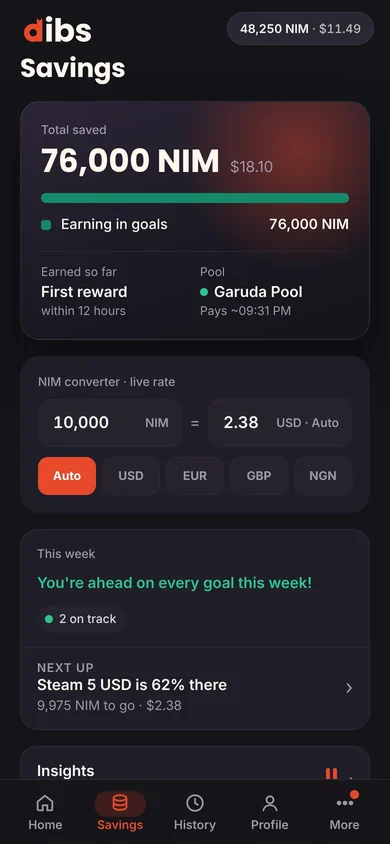 dibs
48,250 NIM · $11.49
Savings
Total saved
76,000 NIM $18.10
Earning in goals 76,000 NIM
Earned so far Pool
First reward Garuda Pool
within 12 hours Pays ~09:31 PM
NIM converter · live rate
10,000 NIM = 2.38 USD · Auto
Auto USD EUR GBP NGN
This week
You're ahead on every goal this week!
2 on track
NEXT UP
Steam 5 USD is 62% there
9,975 NIM to go · $2.38
Insights
Home Savings History Profile More